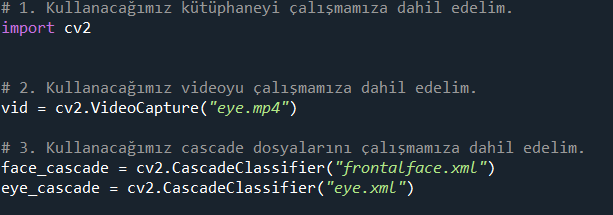 # 1. Kullanacağımız kütüphaneyi çalışmamıza dahil edelim.
import cv2
# 2. Kullanacağımız videoyu çalışmamıza dahil edelim.
vid = cv2.VideoCapture("eye.mp4")
# 3. Kullanacağımız cascade dosyalarını çalışmamıza dahil edelim.
face_cascade = cv2.CascadeClassifier("frontalface.xml")
eye_cascade = cv2.CascadeClassifier("eye.xml")